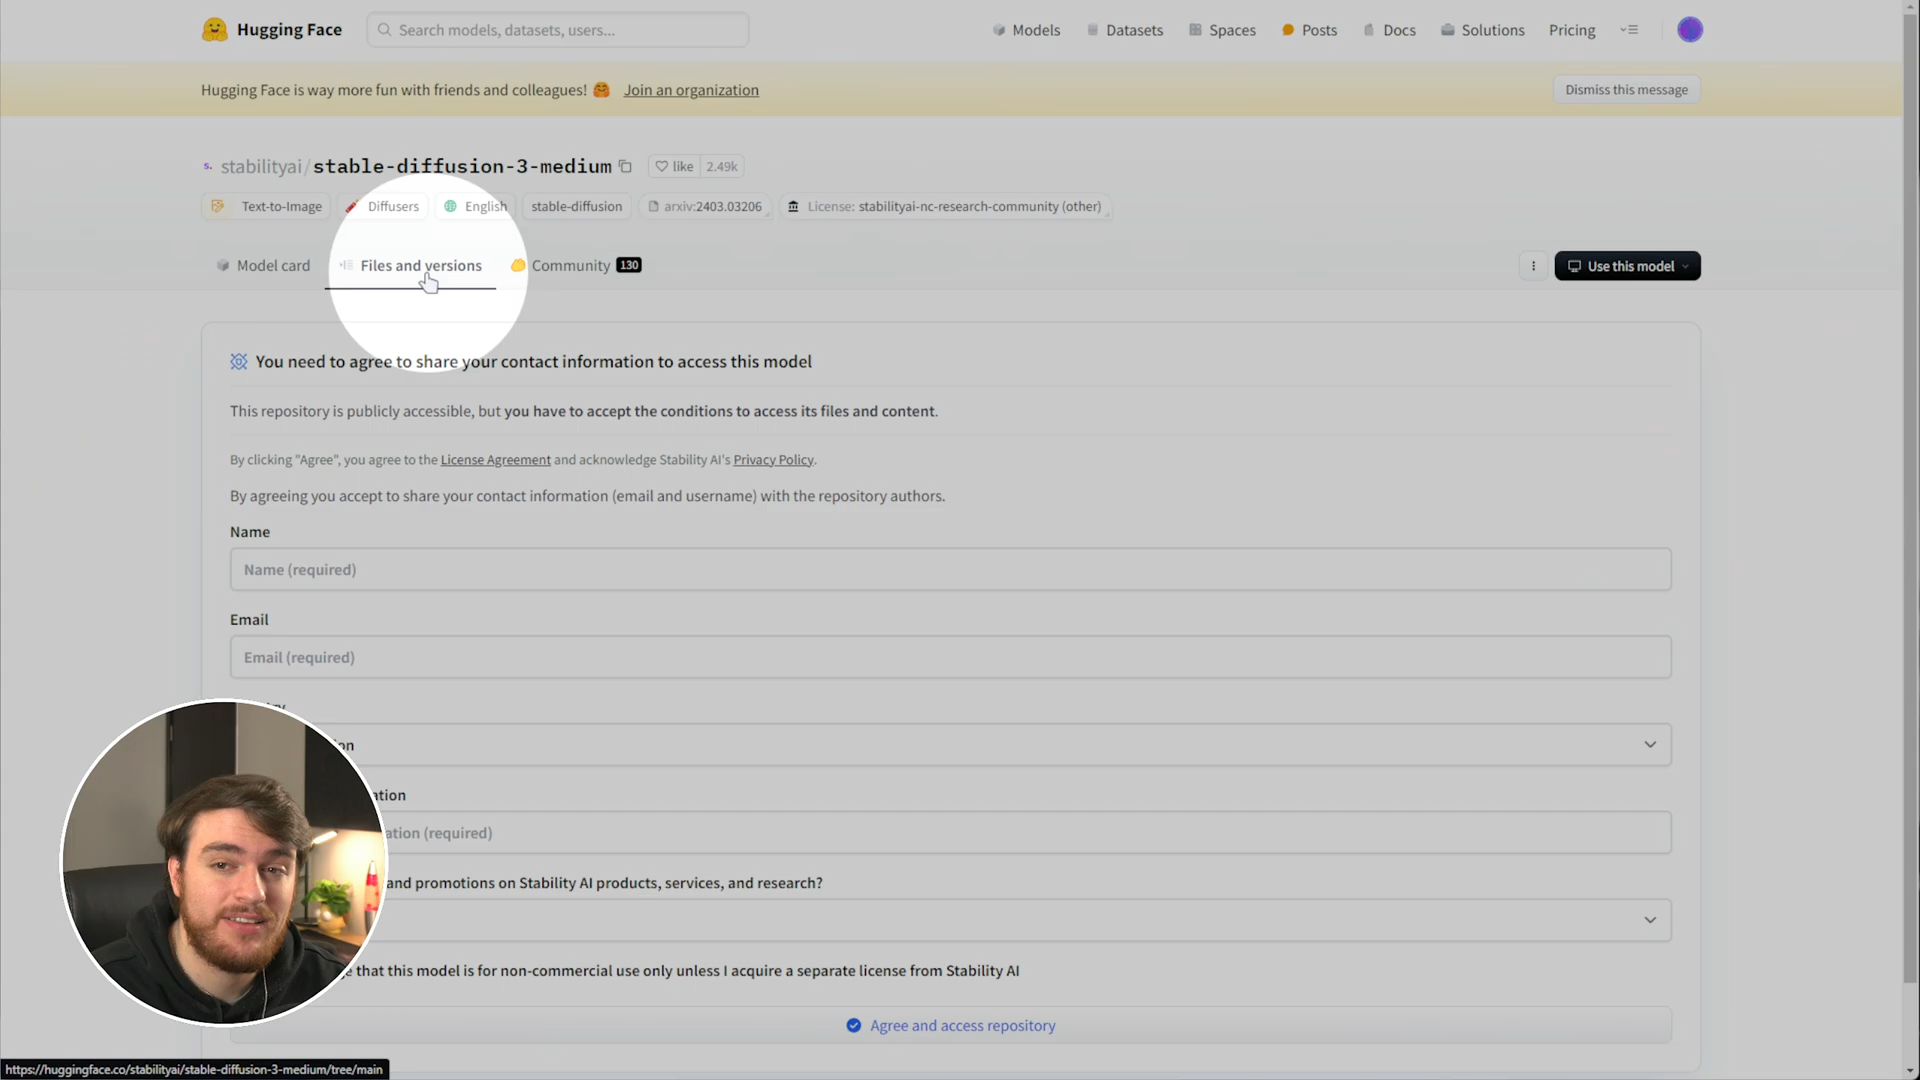 Hugging Face
Search models, datasets, users...
Models
Datasets
Spaces
Posts
Docs
Solutions
Pricing
Hugging Face is way more fun with friends and colleagues! Join an organization
Dismiss this message
stabilityai/stable-diffusion-3-medium
like 2.49k
Text-to-Image
Diffusers
English
stable-diffusion
arxiv:2403.03206
License: stabilityai-nc-research-community (other)
Model card
Files and versions
Community 130
Use this model
You need to agree to share your contact information to access this model
This repository is publicly accessible, but you have to accept the conditions to access its files and content.
By clicking "Agree", you agree to the License Agreement and acknowledge Stability AI's Privacy Policy.
By agreeing you accept to share your contact information (email and username) with the repository authors.
Name
Name (required)
Email
Email (required)
on
ation
ation (required)
and promotions on Stability AI products, services, and research?
that this model is for non-commercial use only unless I acquire a separate license from Stability AI
Agree and access repository
https://huggingface.co/stabilityai/stable-diffusion-3-medium/tree/main